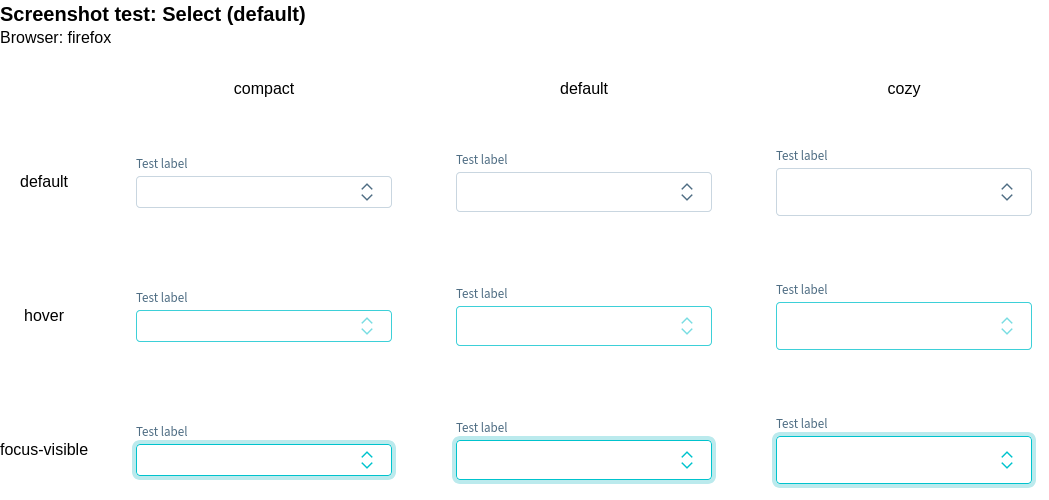 Screenshot test: Select (default)
Browser: firefox
compact default cozy
Test label Test label Test label
default
Test label Test label Test label
hover
Test label Test label Test label
focus-visible